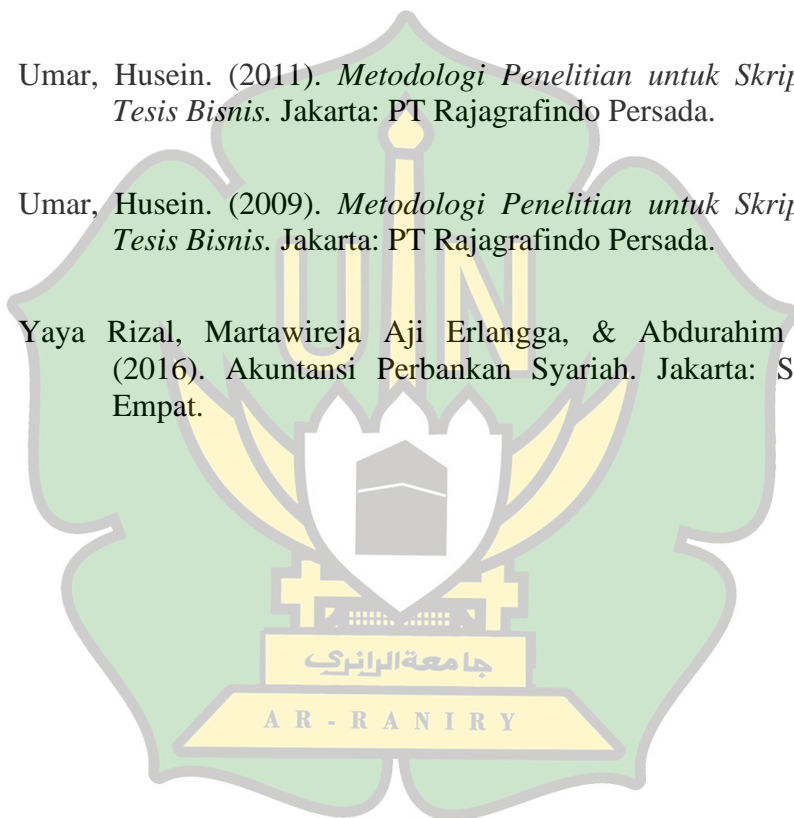 Umar, Husein. (2011). Metodologi Penelitian untuk Skrip
Tesis Bisnis. Jakarta: PT Rajagrafindo Persada.
Umar, Husein. (2009). Metodologi Penelitian untuk Skrip
Tesis Bisnis. Jakarta: PT Rajagrafindo Persada.
Yaya Rizal, Martawireja Aji Erlangga, & Abdurahim
(2016). Akuntansi Perbankan Syariah. Jakarta: S
Empat.
UIN
جامعةالرانري
AR-RANIRY